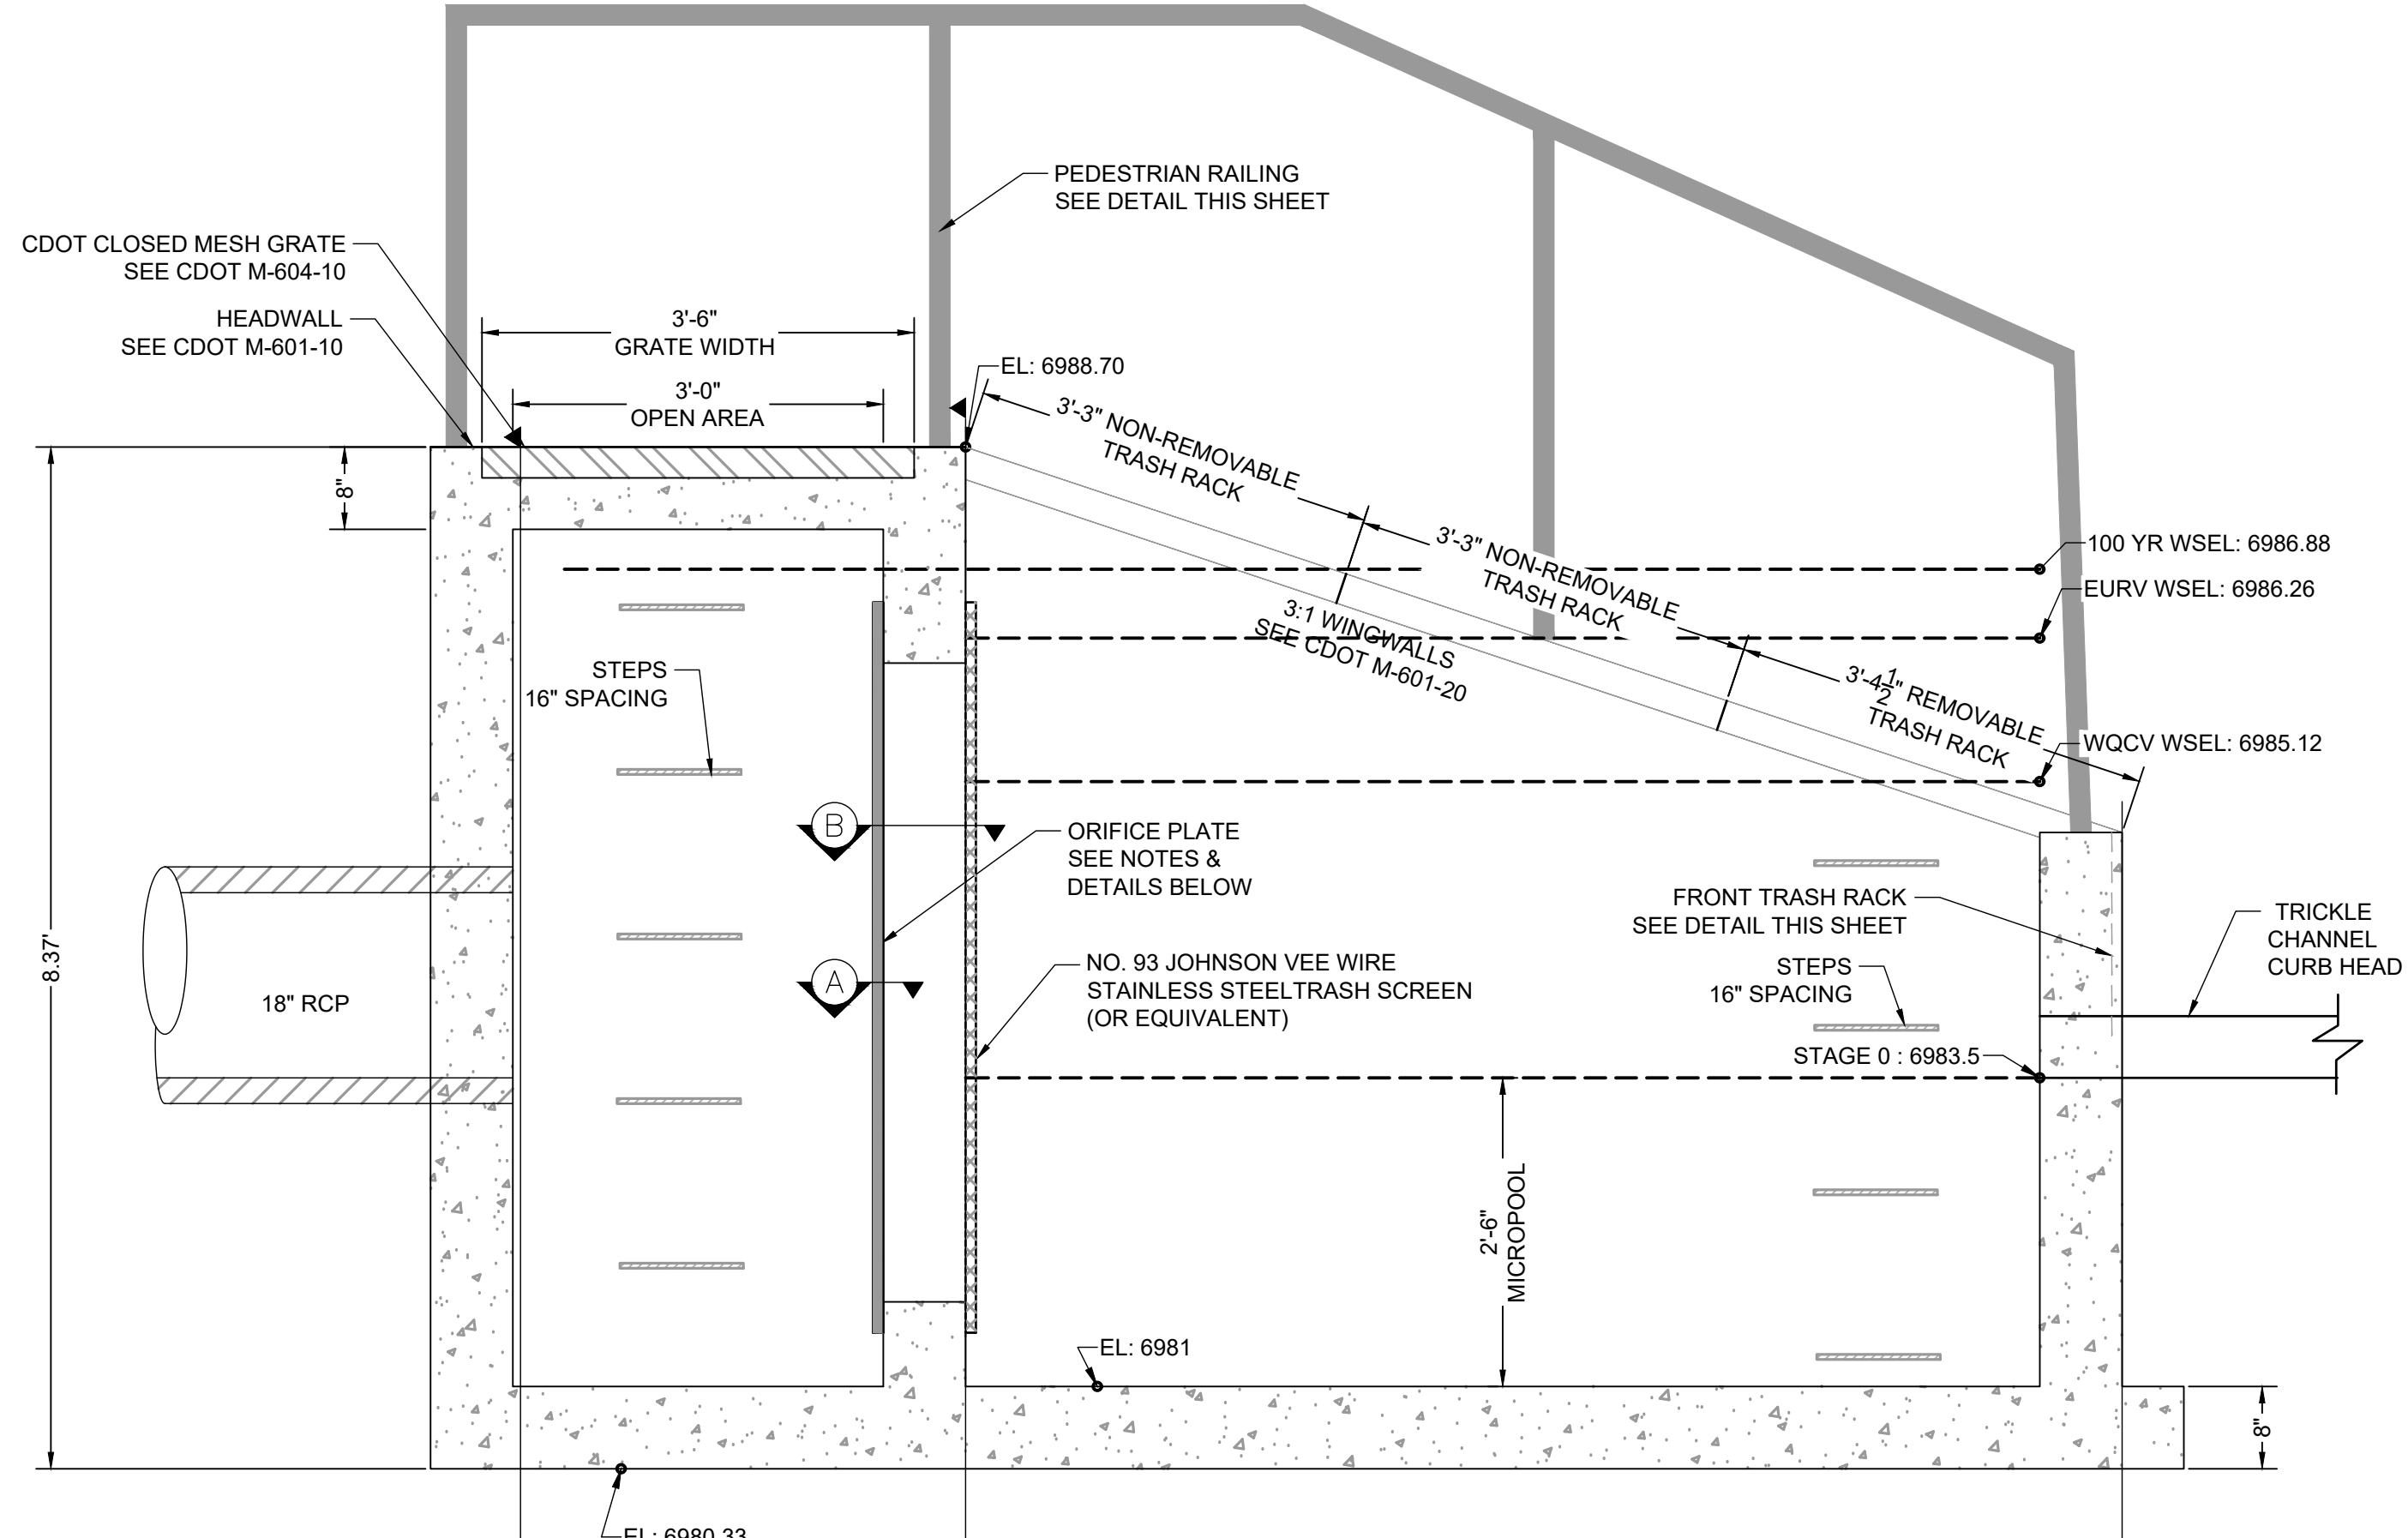 PEDESTRIAN RAILING
SEE DETAIL THIS SHEET
CDOT CLOSED MESH GRATE
SEE CDOT M-604-10
HEADWALL
SEE CDOT M-601-10
3'-6"
GRATE WIDTH
3'-0"
OPEN AREA
EL: 6988.70
8"
3'-3" NON-REMOVABLE
TRASH RACK
3'-3" NON-REMOVABLE
TRASH RACK
3:1 WINGWALLS
SEE CDOT M-601-20
3'-4 1/2" REMOVABLE
TRASH RACK
100 YR WSEL: 6986.88
EURV WSEL: 6986.26
WQCV WSEL: 6985.12
STEPS
16" SPACING
B
ORIFICE PLATE
SEE NOTES &
DETAILS BELOW
A
NO. 93 JOHNSON VEE WIRE
STAINLESS STEELTRASH SCREEN
(OR EQUIVALENT)
FRONT TRASH RACK
SEE DETAIL THIS SHEET
STEPS
16" SPACING
TRICKLE
CHANNEL
CURB HEAD
8.37'
18" RCP
STAGE 0 : 6983.5
2'-6"
MICROPOOL
EL: 6981
8"
EL: 6980.33